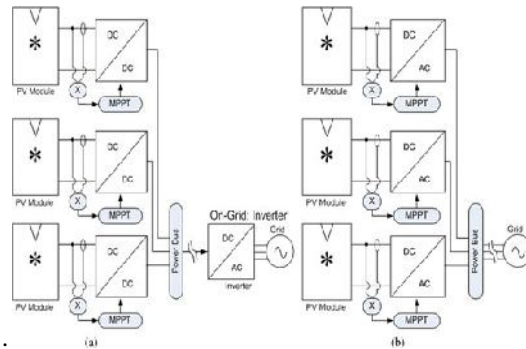 DC
DC
PV Module
X
MPPT
DC
DC
PV Module
X
MPPT
DC
DC
PV Module
X
MPPT
Power Bus
On-Grid: Inverter
DC
AC
Inverter
Grid
(a)
DC
AC
PV Module
X
MPPT
DC
AC
PV Module
X
MPPT
DC
AC
PV Module
X
MPPT
Power Bus
Grid
(b)